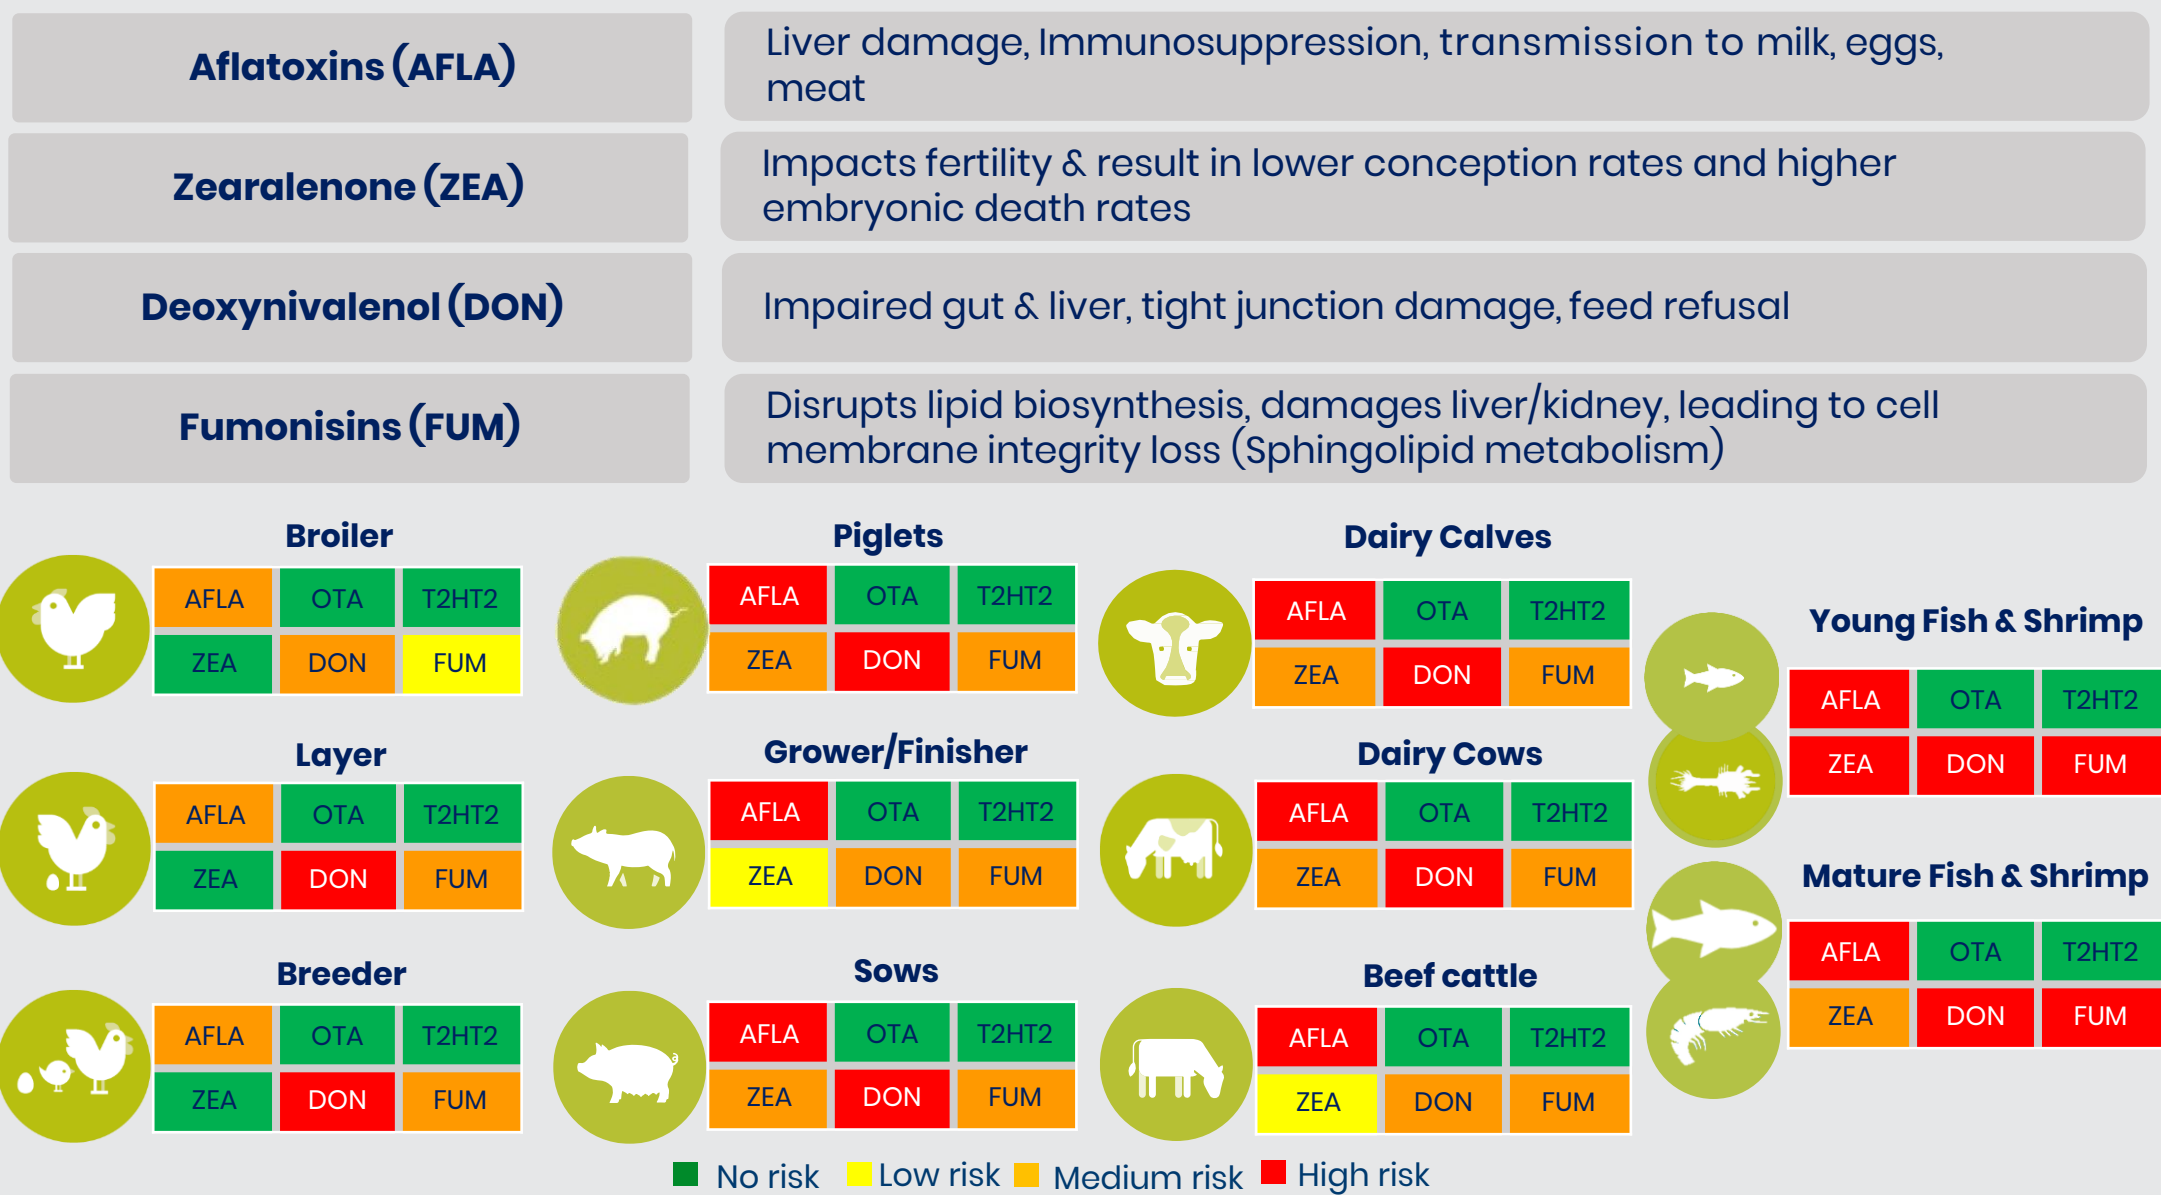 Aflatoxins (AFLA)
Liver damage, Immunosuppression, transmission to milk, eggs,
meat
Zearalenone (ZEA)
Impacts fertility & result in lower conception rates and higher
embryonic death rates
Deoxynivalenol (DON)
Impaired gut & liver, tight junction damage, feed refusal
Fumonisins (FUM)
Disrupts lipid biosynthesis, damages liver/kidney, leading to cell
membrane integrity loss (Sphingolipid metabolism)
Broiler
AFLA OTA T2HT2
ZEA DON FUM
Layer
AFLA OTA T2HT2
ZEA DON FUM
Breeder
AFLA OTA T2HT2
ZEA DON FUM
Piglets
AFLA OTA T2HT2
ZEA DON FUM
Grower/Finisher
AFLA OTA T2HT2
ZEA DON FUM
Sows
AFLA OTA T2HT2
ZEA DON FUM
Dairy Calves
AFLA OTA T2HT2
ZEA DON FUM
Dairy Cows
AFLA OTA T2HT2
ZEA DON FUM
Beef cattle
AFLA OTA T2HT2
ZEA DON FUM
Young Fish & Shrimp
AFLA OTA T2HT2
ZEA DON FUM
Mature Fish & Shrimp
AFLA OTA T2HT2
ZEA DON FUM
No risk Low risk Medium risk High risk